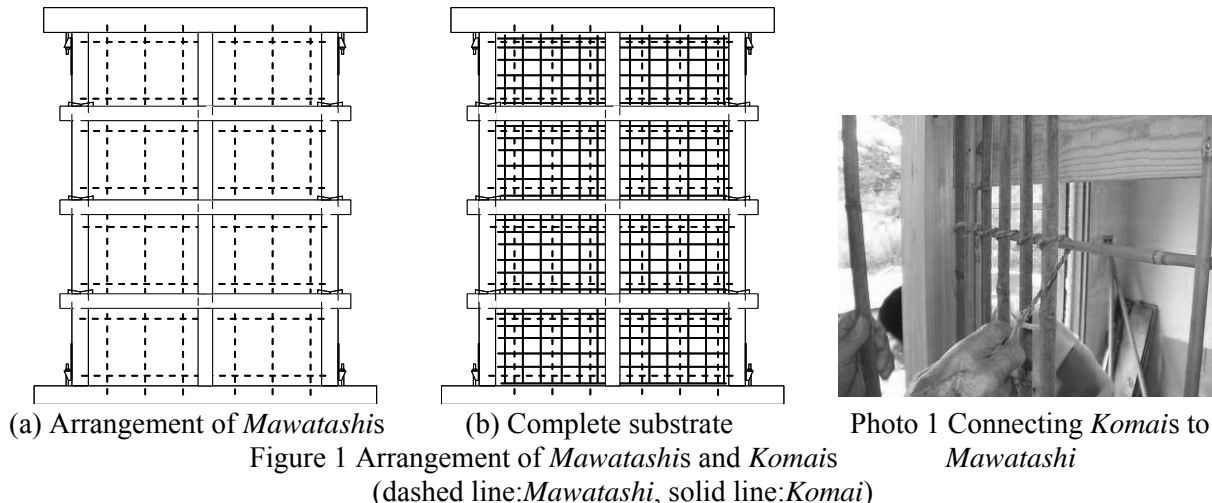 (a) Arrangement of Mawatashis
(b) Complete substrate
Figure 1 Arrangement of Mawatashis and Komais
(dashed line:Mawatashi, solid line:Komai)
Photo 1 Connecting Komais to
Mawatashi